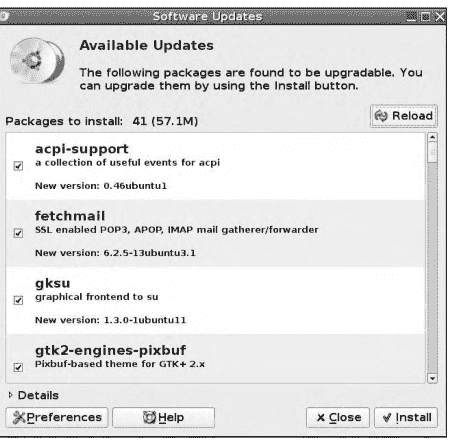 Software Updates
Available Updates
The following packages are found to be upgradable. You
can upgrade them by using the Install button.
Packages to install: 41 (57.1M)
Reload
acpi-support
a collection of useful events for acpi
New version: 0.46ubuntu1
fetchmail
SSL enabled POP3, APOP, IMAP mail gatherer/forwarder
New version: 6.2.5-13ubuntu3.1
gksu
graphical frontend to su
New version: 1.3.0-1ubuntu11
gtk2-engines-pixbuf
Pixbuf-based theme for GTK+ 2.x
Details
Preferences
Help
Close
Install